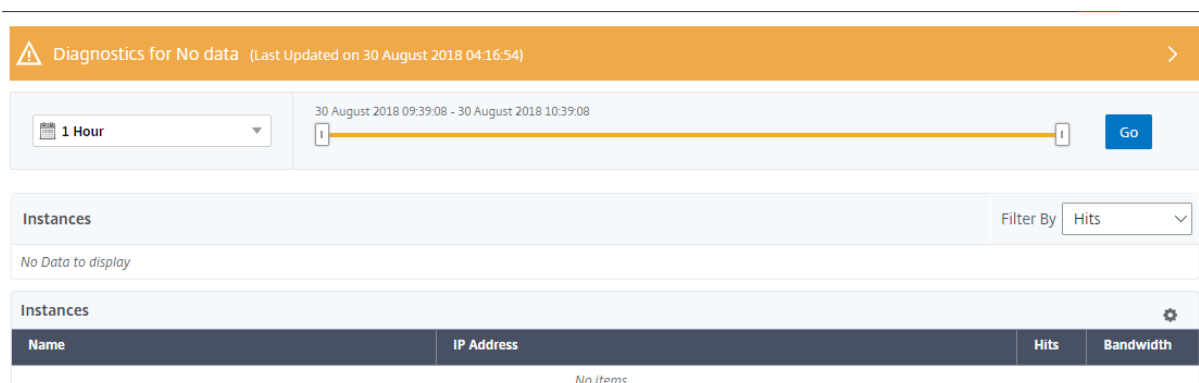 Diagnostics for No data (Last Updated on 30 August 2018 04:16:54)
30 August 2018 09:39:08 - 30 August 2018 10:39:08
1 Hour
Go
Instances
Filter By Hits
No Data to display
Instances
Name IP Address Hits Bandwidth
No items